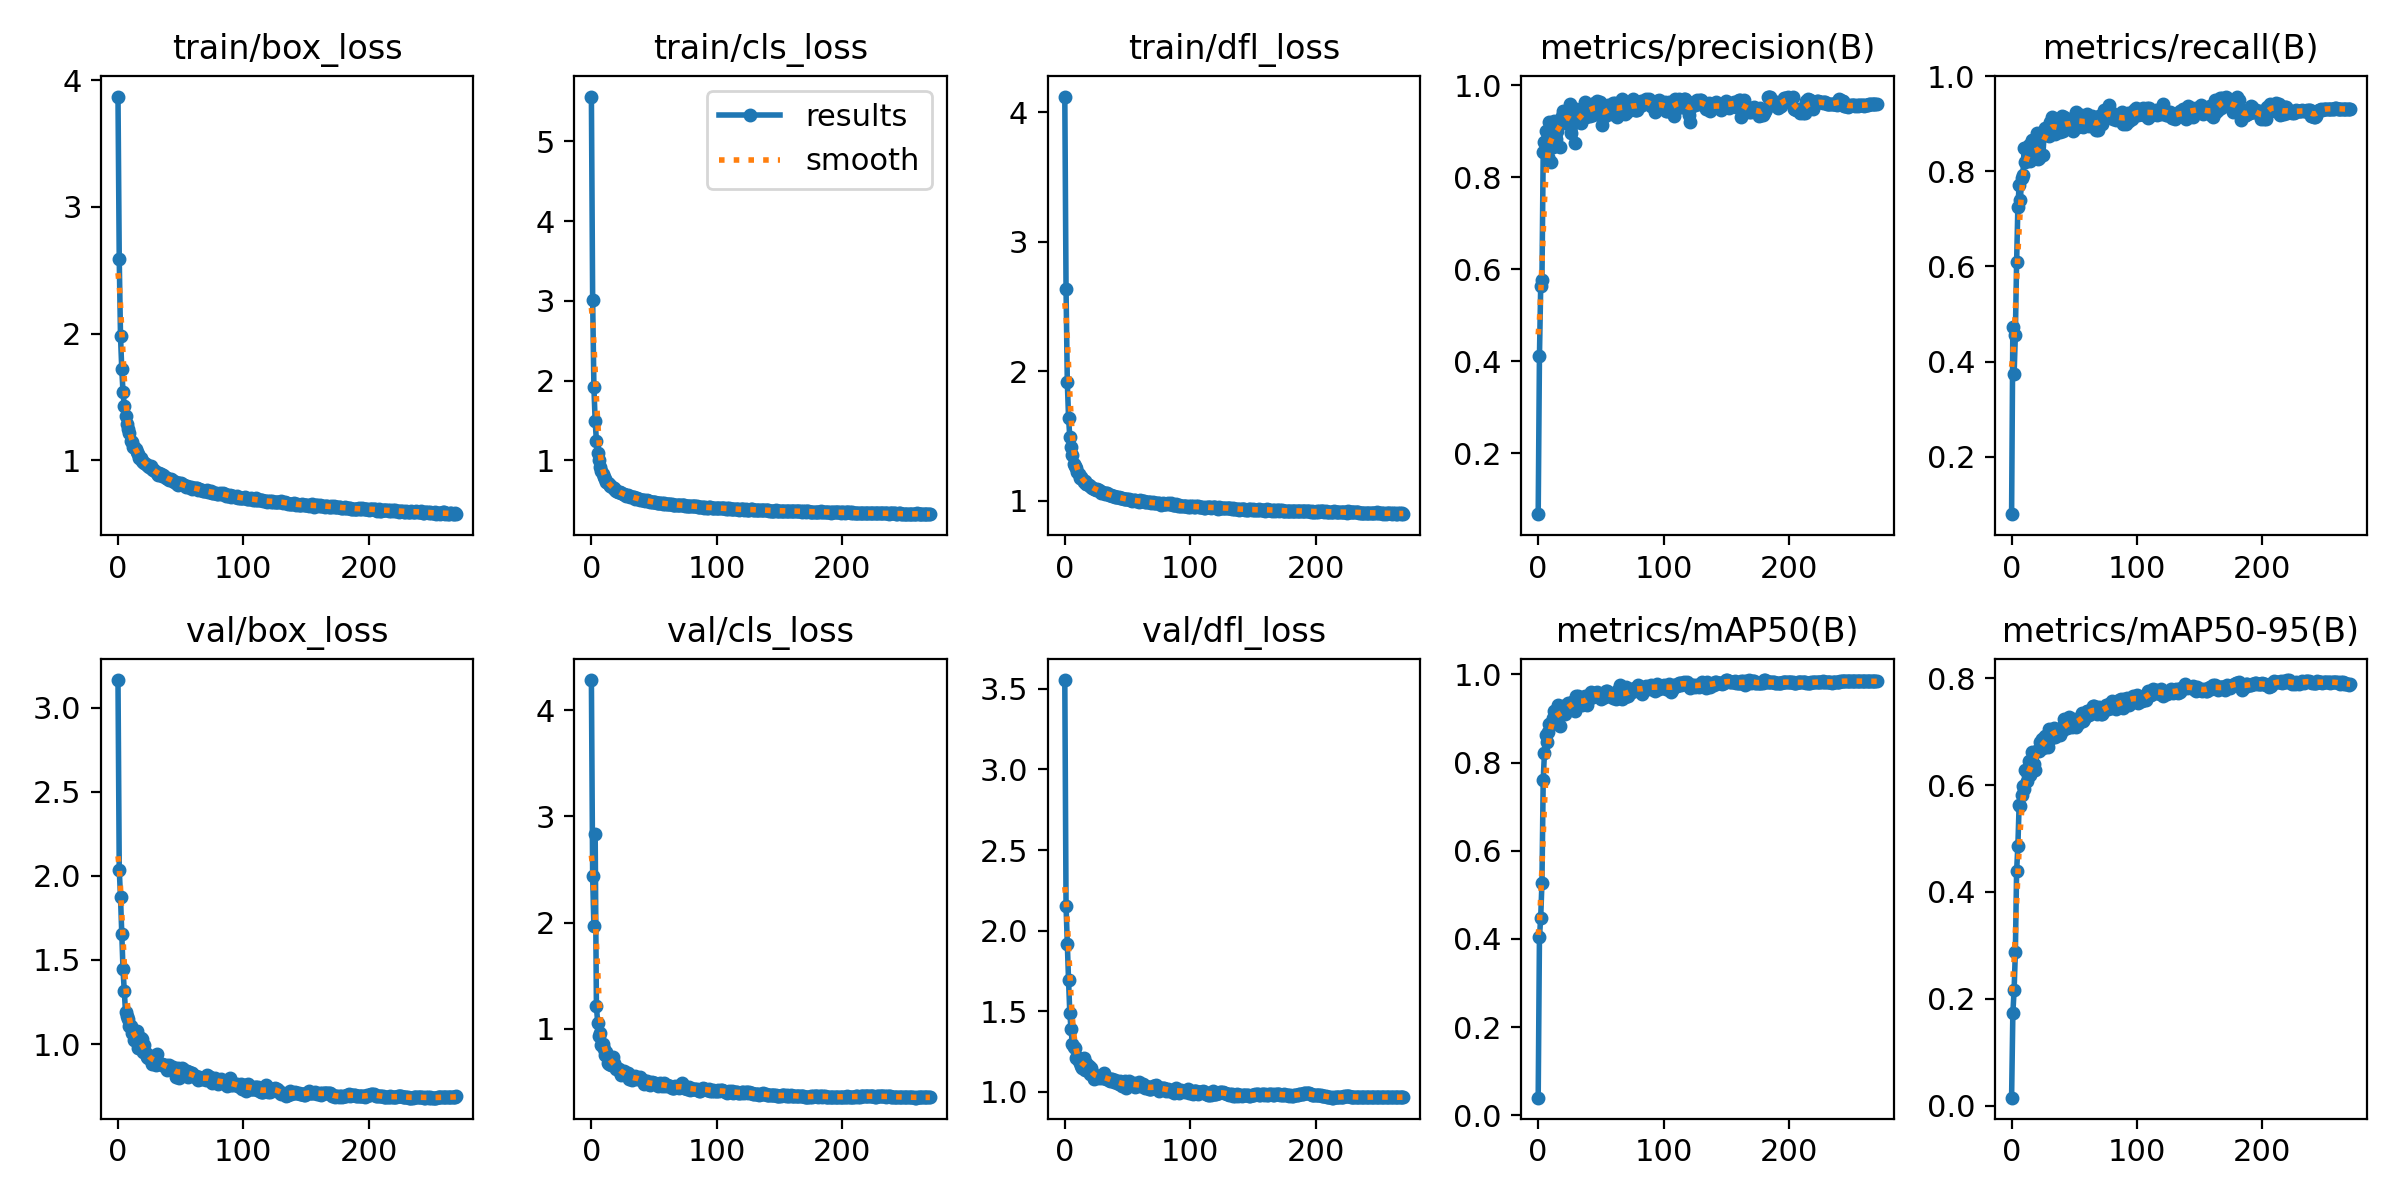 train/box_loss
4
3
2
1
0 100 200
train/cls_loss
results
smooth
5
4
3
2
1
0 100 200
train/dfl_loss
4
3
2
1
0 100 200
metrics/precision(B)
1.0
0.8
0.6
0.4
0.2
0 100 200
metrics/recall(B)
1.0
0.8
0.6
0.4
0.2
0 100 200
val/box_loss
3.0
2.5
2.0
1.5
1.0
0 100 200
val/cls_loss
4
3
2
1
0 100 200
val/dfl_loss
3.5
3.0
2.5
2.0
1.5
1.0
0 100 200
metrics/mAP50(B)
1.0
0.8
0.6
0.4
0.2
0.0
0 100 200
metrics/mAP50-95(B)
0.8
0.6
0.4
0.2
0.0
0 100 200